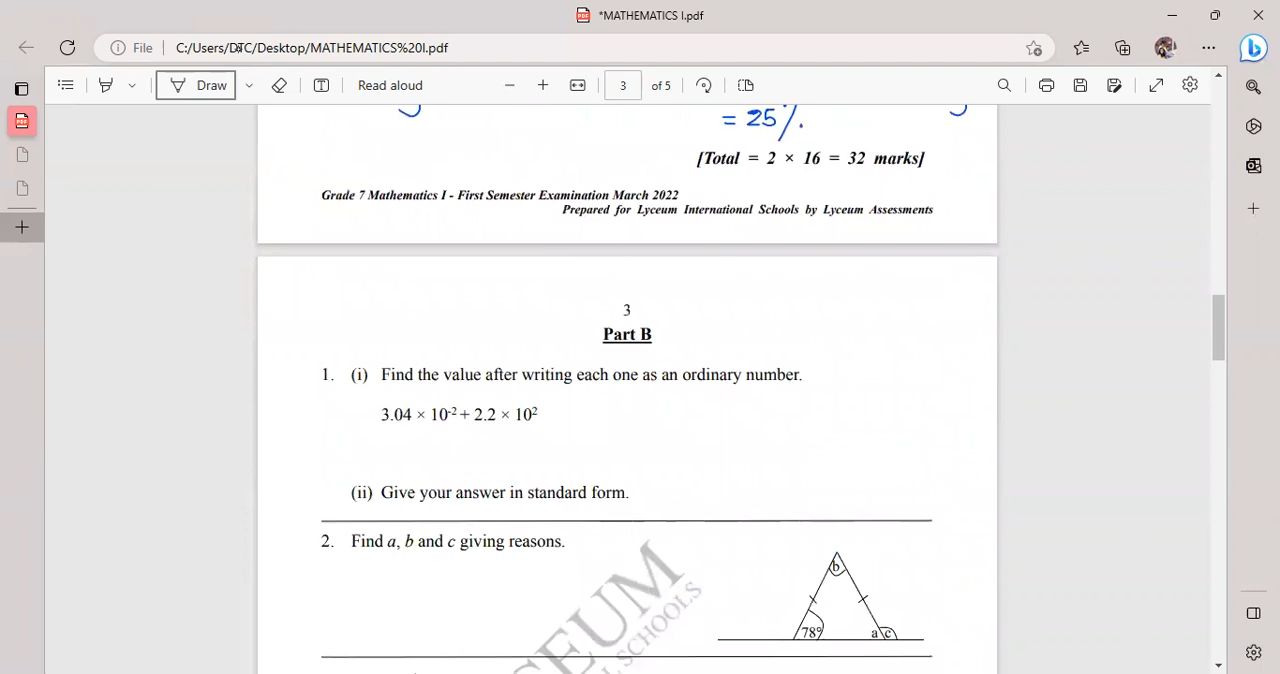 *MATHEMATICS I.pdf
File C:/Users/DTC/Desktop/MATHEMATICS%20I.pdf
Draw Read aloud 3 of 5
= 25%.
[Total = 2 × 16 = 32 marks]
Grade 7 Mathematics I - First Semester Examination March 2022
Prepared for Lyceum International Schools by Lyceum Assessments
3
Part B
1. (i) Find the value after writing each one as an ordinary number.
3.04 × 10⁻² + 2.2 × 10²
(ii) Give your answer in standard form.
2. Find a, b and c giving reasons.
b
78° a c